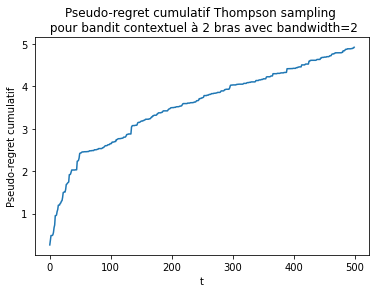 Pseudo-regret cumulatif Thompson sampling
pour bandit contextuel à 2 bras avec bandwidth=2
Pseudo-regret cumulatif
5
4
3
2
1
0
100
200
300
400
500
t